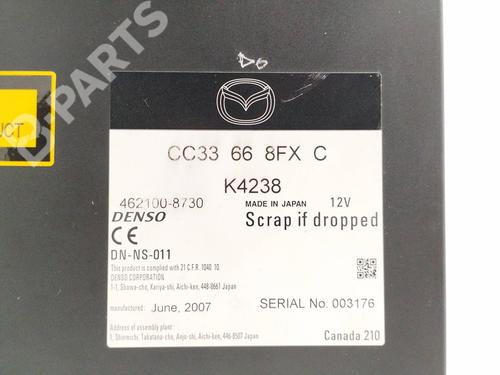 B-PARTS
UCT
CC33 66 8FX C
K4238
462100-8730 MADE IN JAPAN 12V
DENSO Scrap if dropped
CE
DN-NS-011
This product is complied with 21 C.F.R. 1040. 10.
DENSO CORPORATION
1-1, Showa-cho, Kariya-shi, Aichi-ken, 448-8661 Japan
manufactured: June, 2007 SERIAL No. 003176
Address of assembly plant:
1, Shinmichi, Takatana-cho, Anjo-shi, Aichi-ken, 446-8507 Japan
Canada 210